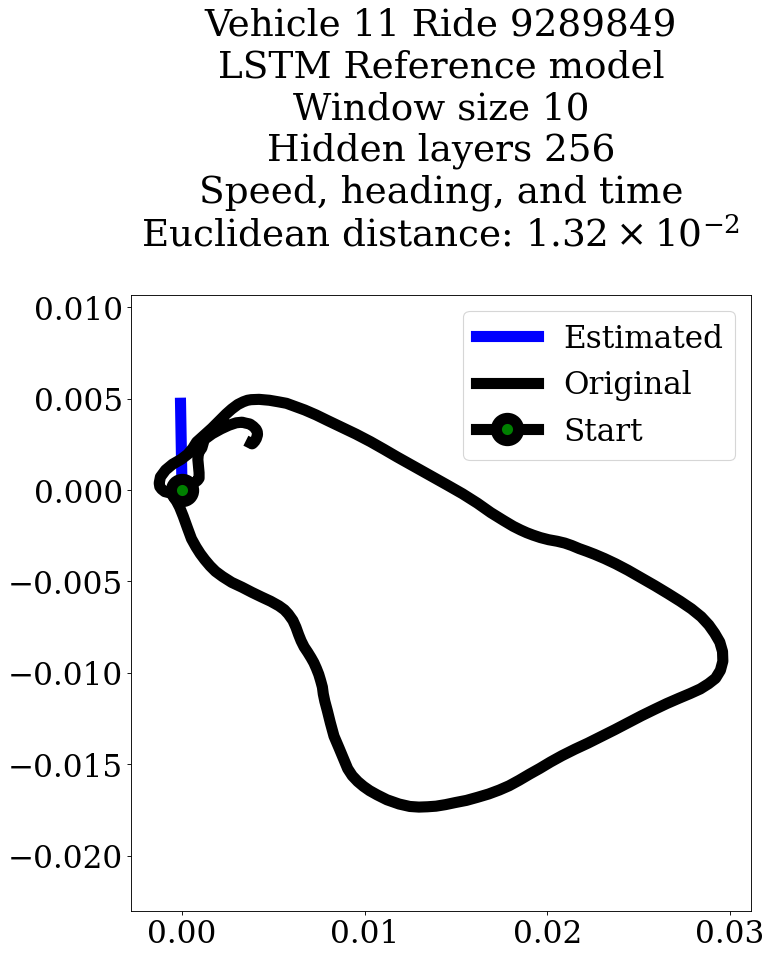 Vehicle 11 Ride 9289849
LSTM Reference model
Window size 10
Hidden layers 256
Speed, heading, and time
Euclidean distance: 1.32 × 10⁻²
Estimated
Original
Start
0.010
0.005
0.000
−0.005
−0.010
−0.015
−0.020
0.00 0.01 0.02 0.03